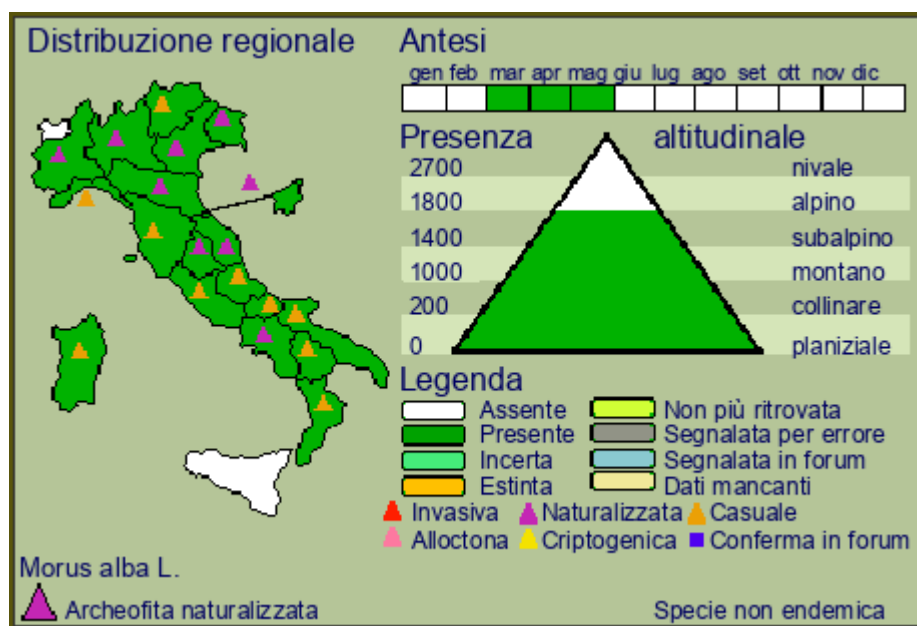 Distribuzione regionale
Antesi
gen feb mar apr mag giu lug ago set ott nov dic
Presenza altitudinale
2700 nivale
1800 alpino
1400 subalpino
1000 montano
200 collinare
0 planiziale
Legenda
Assente Non più ritrovata
Presente Segnalata per errore
Incerta Segnalata in forum
Estinta Dati mancanti
Invasiva Naturalizzata Casuale
Alloctona Criptogenica Conferma in forum
Morus alba L.
Archeofita naturalizzata Specie non endemica